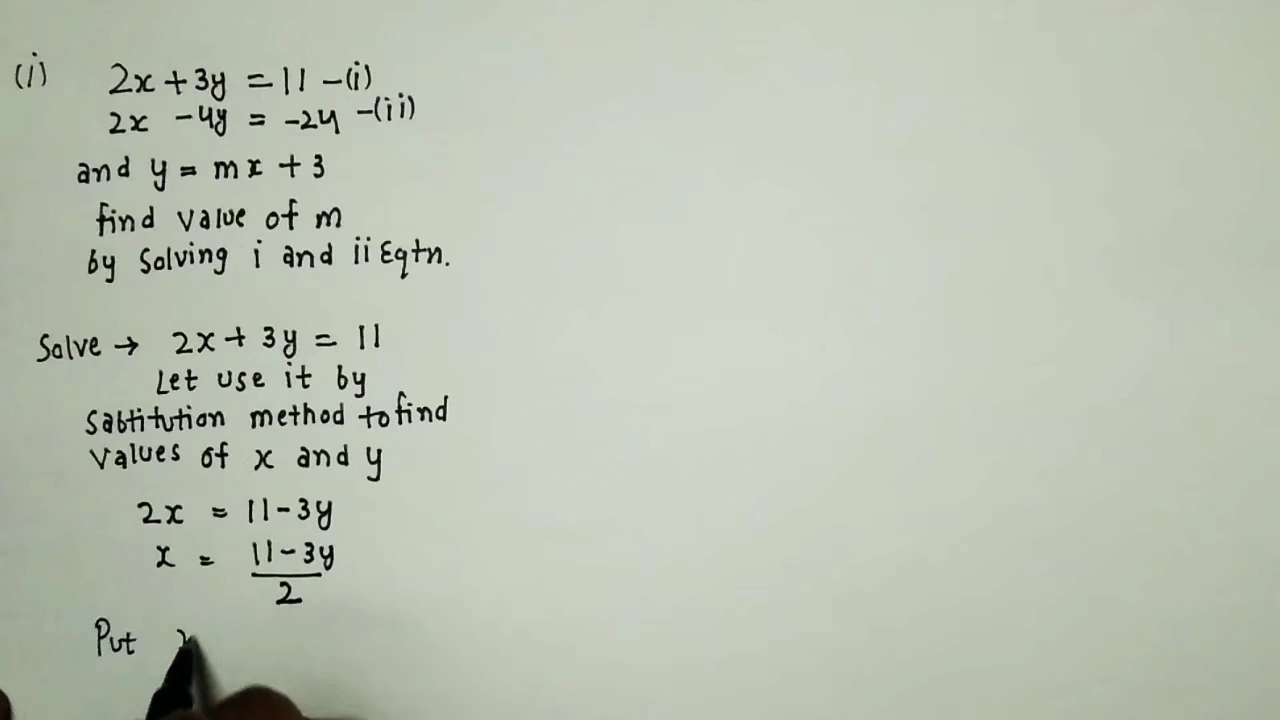 (i) 2x + 3y = 11 - (i)
2x - 4y = -24 - (ii)
and y = mx + 3
find value of m
by Solving i and ii Eqtn.
Solve → 2x + 3y = 11
Let use it by
Sabtitution method to find
Values of x and y
2x = 11 - 3y
x = 11 - 3y
2
Put